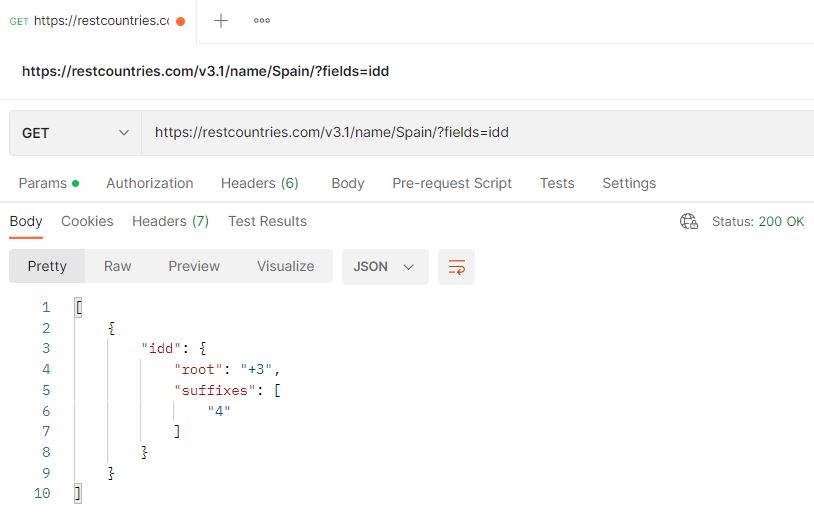 GET https://restcountries.cc
https://restcountries.com/v3.1/name/Spain/?fields=idd
GET https://restcountries.com/v3.1/name/Spain/?fields=idd
Params Authorization Headers (6) Body Pre-request Script Tests Settings
Body Cookies Headers (7) Test Results Status: 200 OK
Pretty Raw Preview Visualize JSON
1 [
2 {
3 "idd": {
4 "root": "+3",
5 "suffixes": [
6 "4"
7 ]
8 }
9 }
10 ]